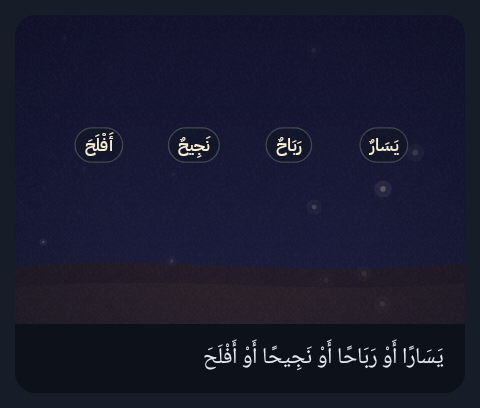 يَسَارٌ رَبَاحٌ نَجِيحٌ أَفْلَحَ
يَسَارًا أَوْ رَبَاحًا أَوْ نَجِيحًا أَوْ أَفْلَحَ